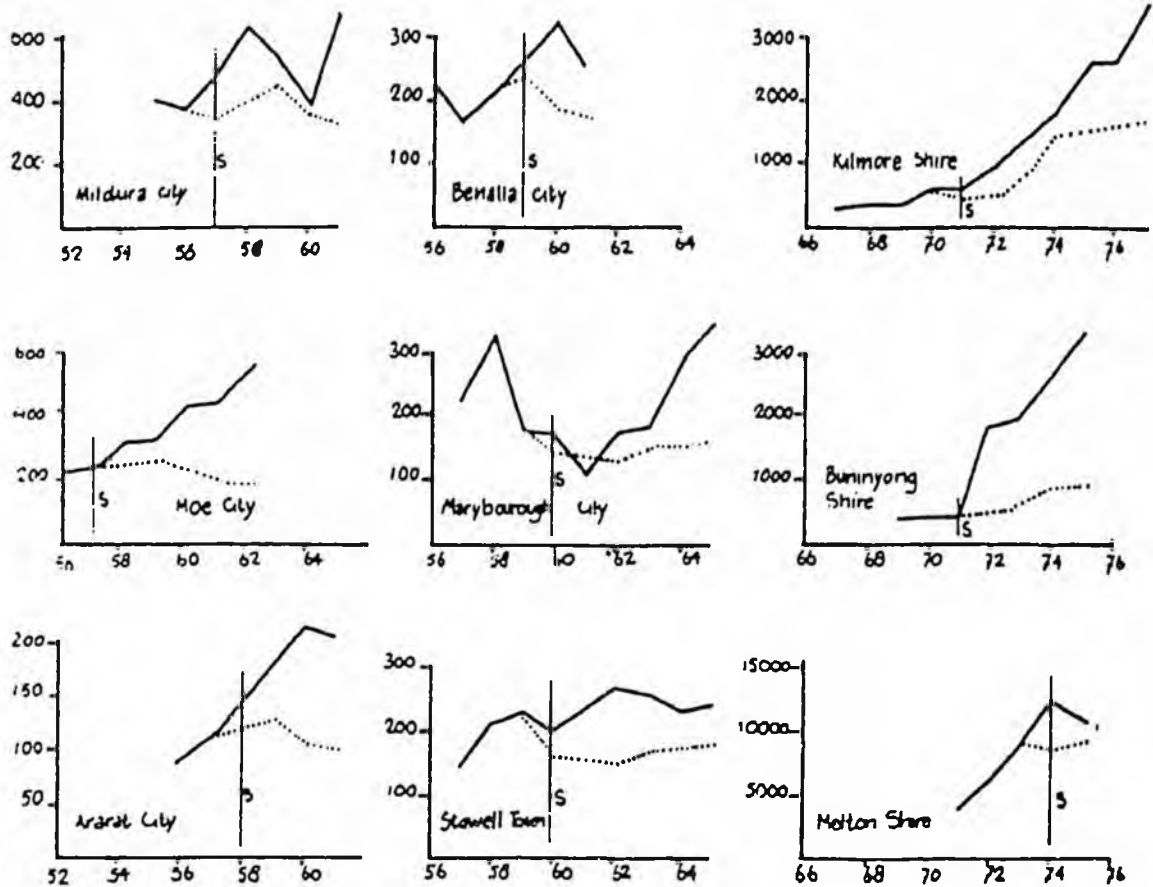 600
400
200
S
Mildura City
52 54 56 58 60
300
200
100
S
Benalla City
56 58 60 62 64
3000
2000
1000
Kilmore Shire
S
66 68 70 72 74 76
600
400
200
S
Moe City
56 58 60 62 64
300
200
100
S
Marybourough City
56 58 60 62 64
3000
2000
1000
Buninyong
Shire
S
66 68 70 72 74 76
200
150
100
50
S
Ararat City
52 54 56 58 60
300
200
100
S
Stawell Town
56 58 60 62 64
15000
10000
5000
S
Melton Shire
66 68 70 72 74 76